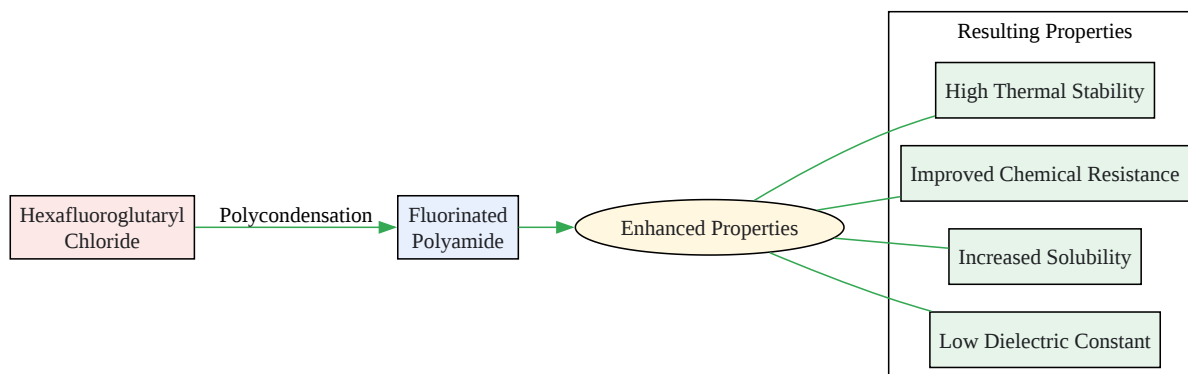 Hexafluoroglutaryl
Chloride
Polycondensation
Fluorinated
Polyamide
Enhanced Properties
Resulting Properties
High Thermal Stability
Improved Chemical Resistance
Increased Solubility
Low Dielectric Constant